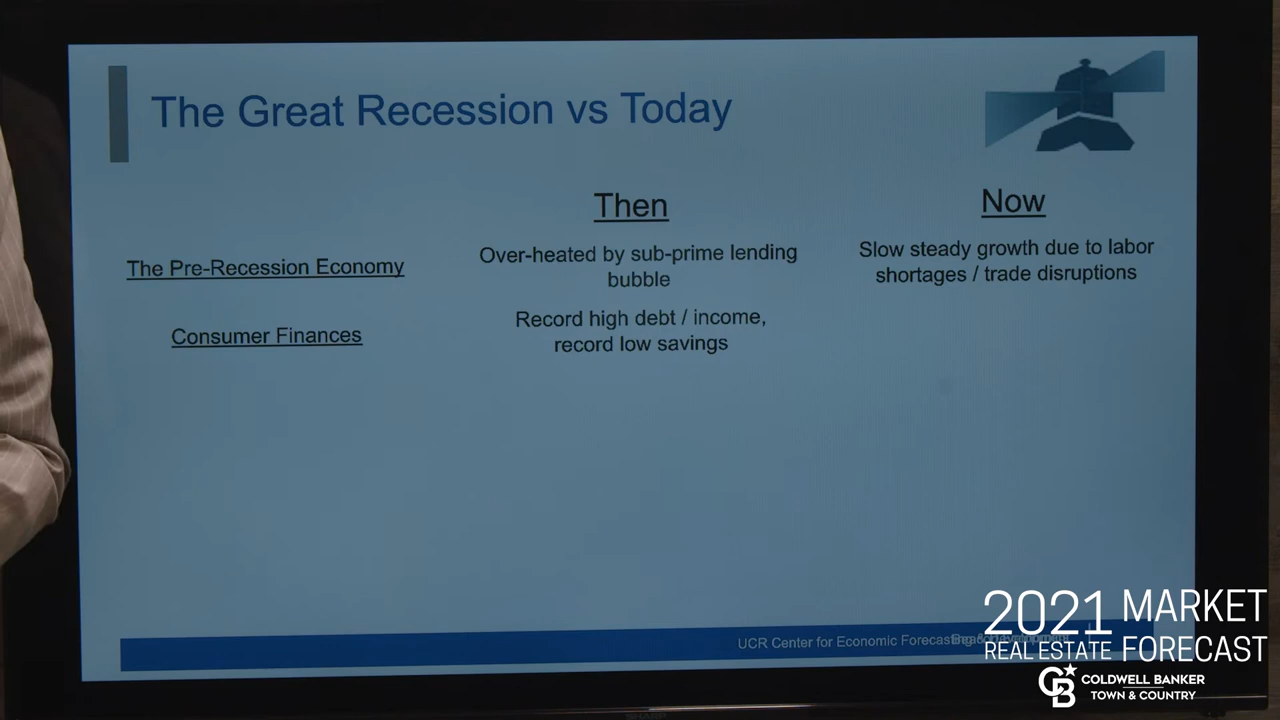 The Great Recession vs Today
Then
Now
The Pre-Recession Economy
Over-heated by sub-prime lending
bubble
Slow steady growth due to labor
shortages / trade disruptions
Consumer Finances
Record high debt / income,
record low savings
UCR Center for Economic Forecasting
2021 MARKET
REAL ESTATE FORECAST
CB COLDWELL BANKER
TOWN & COUNTRY